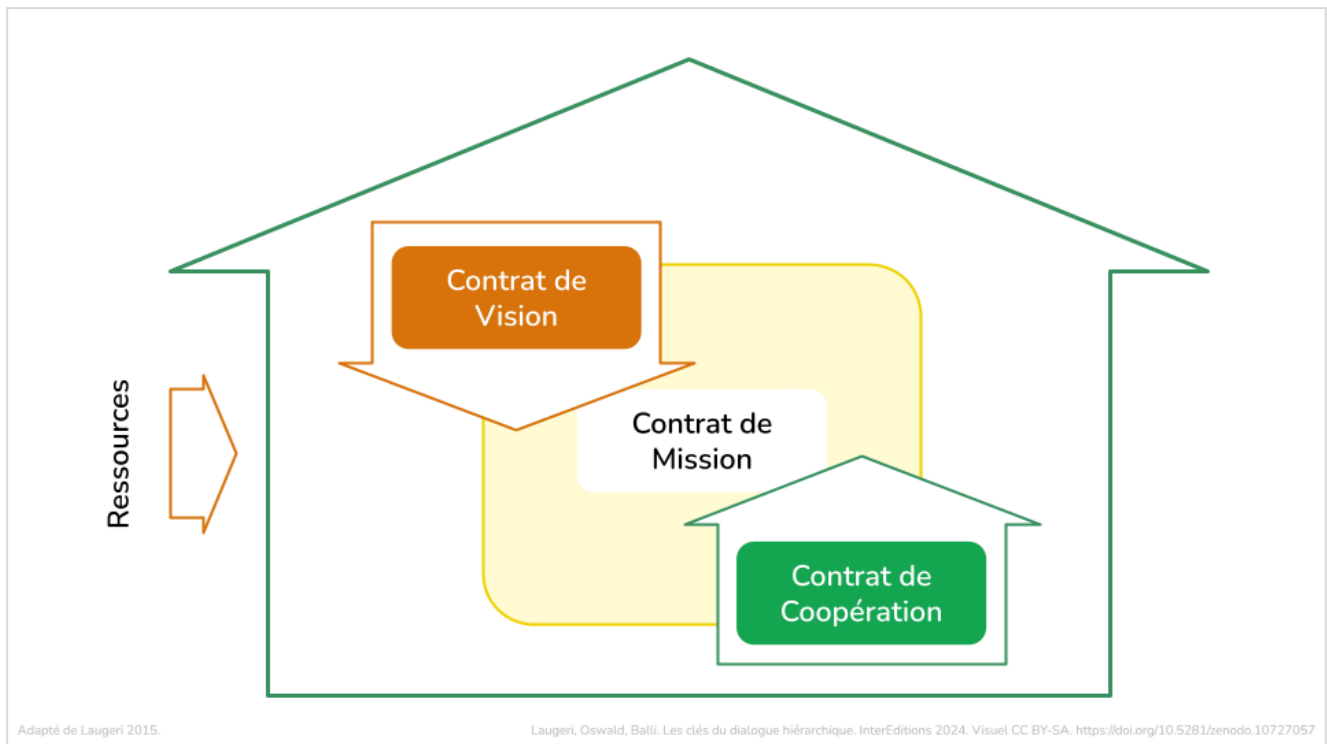 Contrat de
Vision
Ressources
Contrat de
Mission
Contrat de
Coopération
Adapté de Laugeri 2015.
Laugeri, Oswald, Balli. Les clés du dialogue hiérarchique. InterEditions 2024. Visuel CC BY-SA. https://doi.org/10.5281/zenodo.10727057